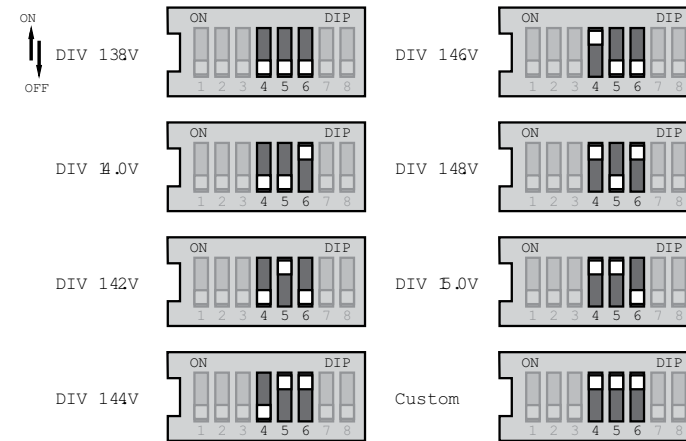 ON
OFF
DIV 13.8V
ON DIP
1 2 3 4 5 6 7 8
DIV 14.6V
ON DIP
1 2 3 4 5 6 7 8
DIV 14.0V
ON DIP
1 2 3 4 5 6 7 8
DIV 14.8V
ON DIP
1 2 3 4 5 6 7 8
DIV 14.2V
ON DIP
1 2 3 4 5 6 7 8
DIV 15.0V
ON DIP
1 2 3 4 5 6 7 8
DIV 14.4V
ON DIP
1 2 3 4 5 6 7 8
Custom
ON DIP
1 2 3 4 5 6 7 8